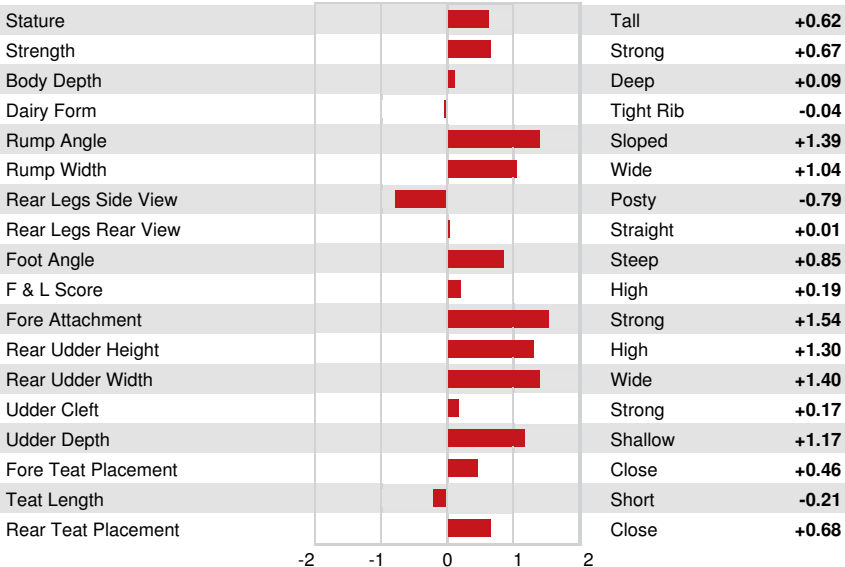 Stature Tall +0.62
Strength Strong +0.67
Body Depth Deep +0.09
Dairy Form Tight Rib -0.04
Rump Angle Sloped +1.39
Rump Width Wide +1.04
Rear Legs Side View Posty -0.79
Rear Legs Rear View Straight +0.01
Foot Angle Steep +0.85
F & L Score High +0.19
Fore Attachment Strong +1.54
Rear Udder Height High +1.30
Rear Udder Width Wide +1.40
Udder Cleft Strong +0.17
Udder Depth Shallow +1.17
Fore Teat Placement Close +0.46
Teat Length Short -0.21
Rear Teat Placement Close +0.68
-2 -1 0 1 2